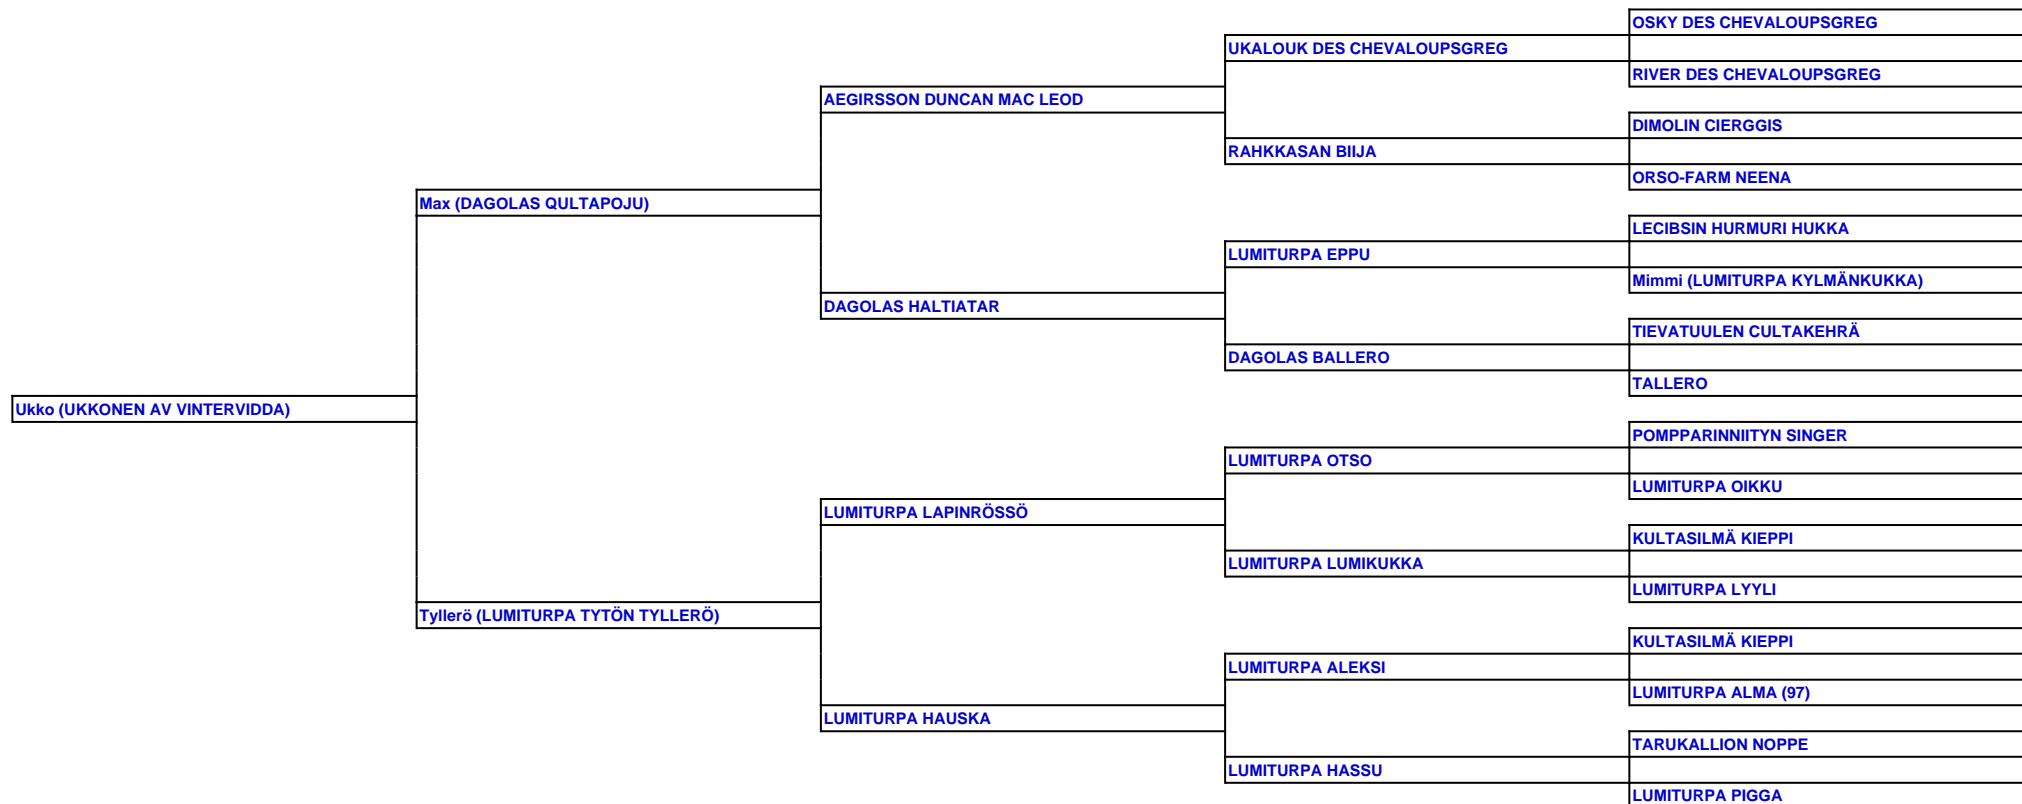 OSKY DES CHEVALOUPSGREG
UKALOUK DES CHEVALOUPSGREG
RIVER DES CHEVALOUPSGREG
AEGIRSSON DUNCAN MAC LEOD
DIMOLIN CIERGGIS
RAHKKASAN BIIJA
ORSO-FARM NEENA
Max (DAGOLAS QULTAPOJU)
LECIBSIN HURMURI HUKKA
LUMITURPA EPPU
Mimmi (LUMITURPA KYLMÄNKUKKA)
DAGOLAS HALTIATAR
TIEVATUULEN CULTAKEHRÄ
DAGOLAS BALLERO
TALLERO
Ukko (UKKONEN AV VINTERVIDDA)
POMPPARINNIITYN SINGER
LUMITURPA OTSO
LUMITURPA OIKKU
LUMITURPA LAPINRÖSSÖ
KULTASILMÄ KIEPPI
LUMITURPA LUMIKUKKA
LUMITURPA LYYLI
Tyllerö (LUMITURPA TYTÖN TYLLERÖ)
KULTASILMÄ KIEPPI
LUMITURPA ALEKSI
LUMITURPA ALMA (97)
LUMITURPA HAUSKA
TARUKALLION NOPPE
LUMITURPA HASSU
LUMITURPA PIGGA